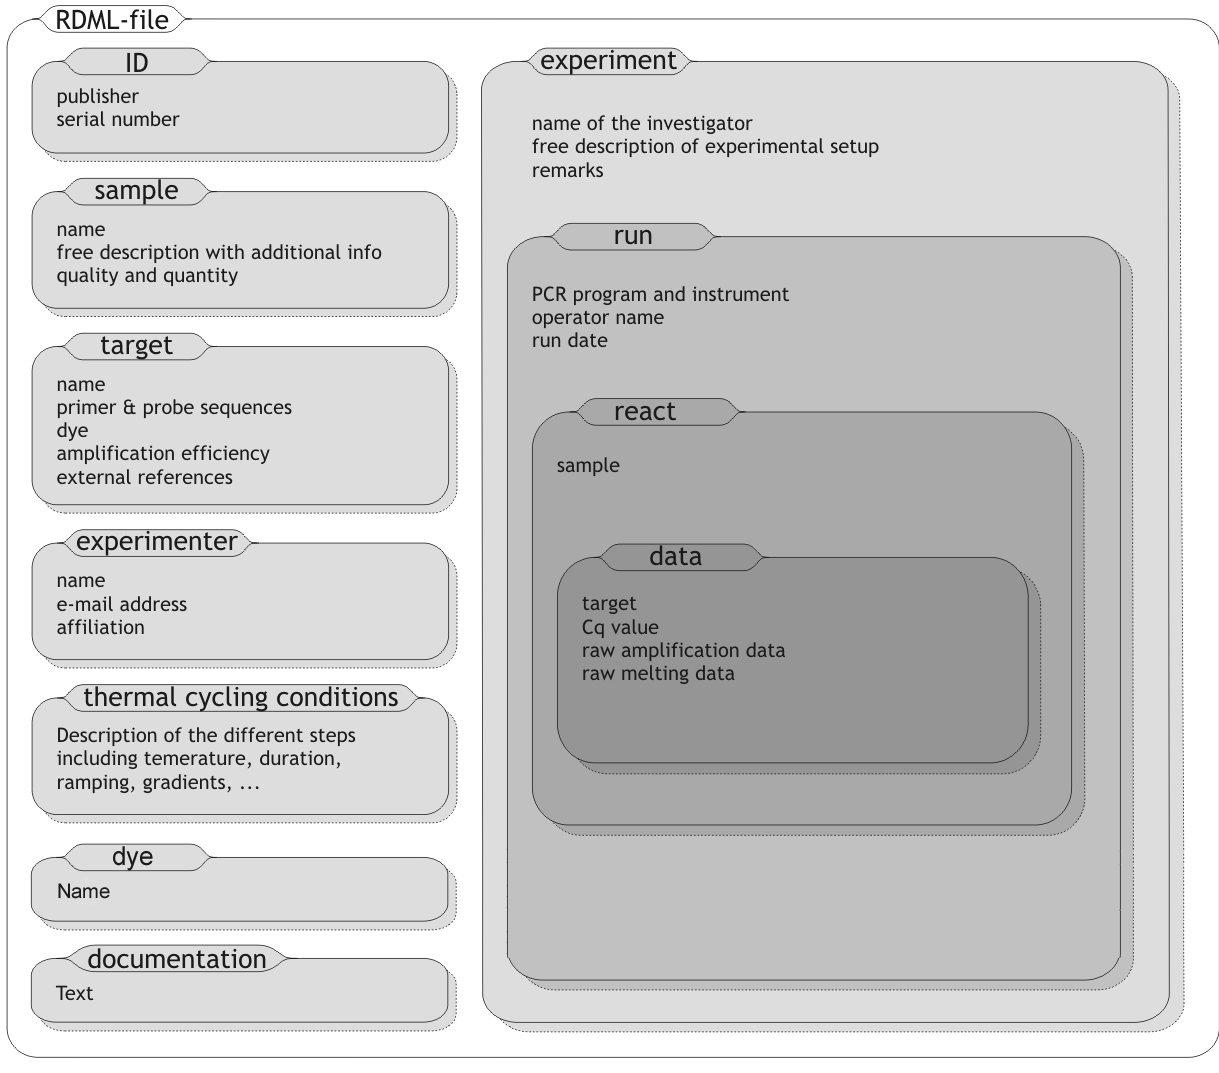 RDML-file
ID
publisher
serial number
sample
name
free description with additional info
quality and quantity
target
name
primer & probe sequences
dye
amplification efficiency
external references
experimenter
name
e-mail address
affiliation
thermal cycling conditions
Description of the different steps
including temerature, duration,
ramping, gradients, ...
dye
Name
documentation
Text
experiment
name of the investigator
free description of experimental setup
remarks
run
PCR program and instrument
operator name
run date
react
sample
data
target
Cq value
raw amplification data
raw melting data